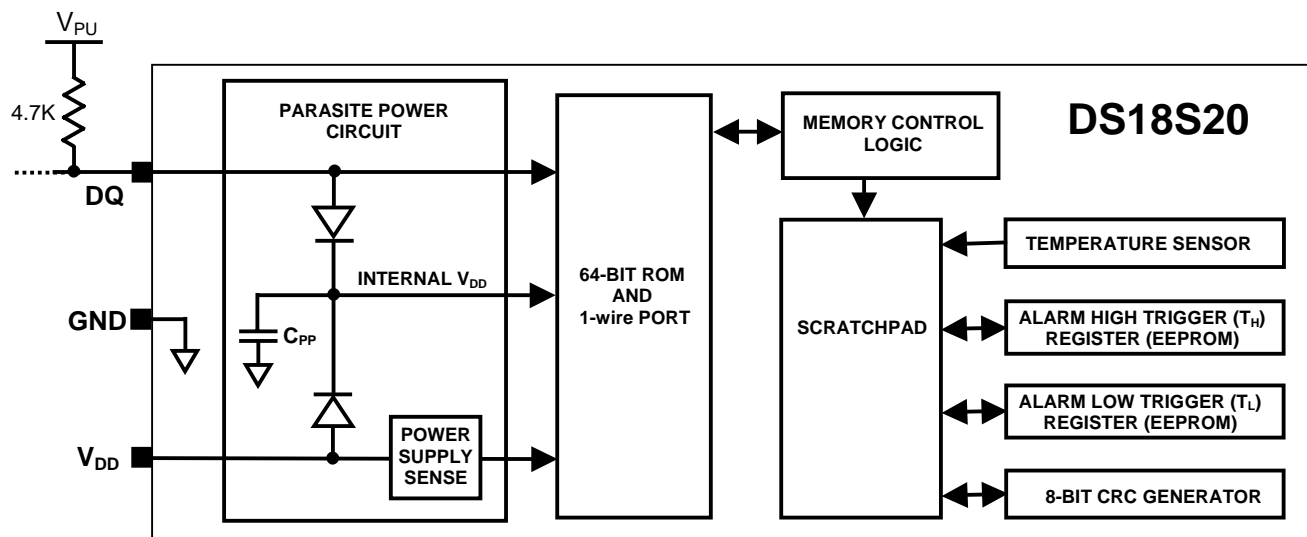 V_PU
4.7K
DQ
GND
V_DD
PARASITE POWER
CIRCUIT
INTERNAL V_DD
C_PP
POWER
SUPPLY
SENSE
64-BIT ROM
AND
1-wire PORT
MEMORY CONTROL
LOGIC
DS18S20
SCRATCHPAD
TEMPERATURE SENSOR
ALARM HIGH TRIGGER (T_H)
REGISTER (EEPROM)
ALARM LOW TRIGGER (T_L)
REGISTER (EEPROM)
8-BIT CRC GENERATOR